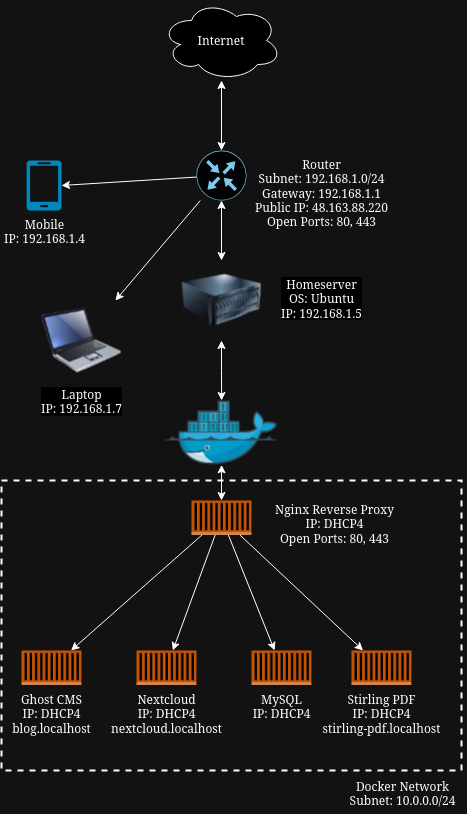 Internet
Router
Subnet: 192.168.1.0/24
Gateway: 192.168.1.1
Public IP: 48.163.88.220
Open Ports: 80, 443
Mobile
IP: 192.168.1.4
Homeserver
OS: Ubuntu
IP: 192.168.1.5
Laptop
IP: 192.168.1.7
Nginx Reverse Proxy
IP: DHCP4
Open Ports: 80, 443
Ghost CMS
IP: DHCP4
blog.localhost
Nextcloud
IP: DHCP4
nextcloud.localhost
MySQL
IP: DHCP4
Stirling PDF
IP: DHCP4
stirling-pdf.localhost
Docker Network
Subnet: 10.0.0.0/24